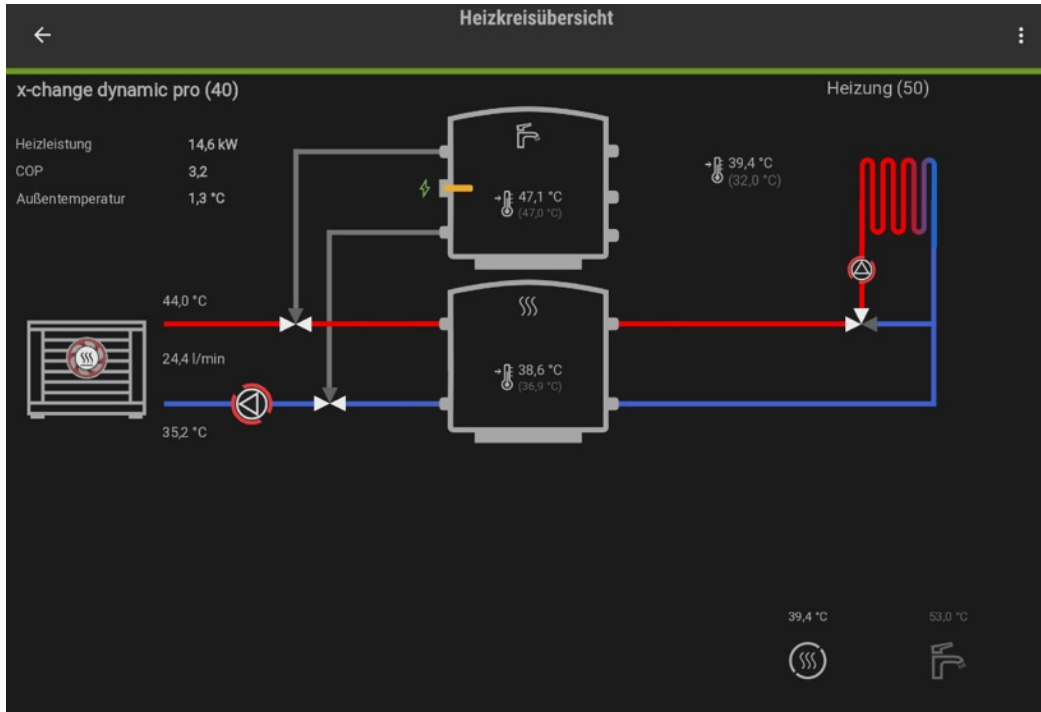 Heizkreisübersicht
x-change dynamic pro (40)
Heizung (50)
Heizleistung 14,6 kW
COP 3,2
Außentemperatur 1,3 °C
39,4 °C
(32,0 °C)
47,1 °C
(47,0 °C)
44,0 °C
24,4 l/min
38,6 °C
(36,9 °C)
35,2 °C
39,4 °C
53,0 °C